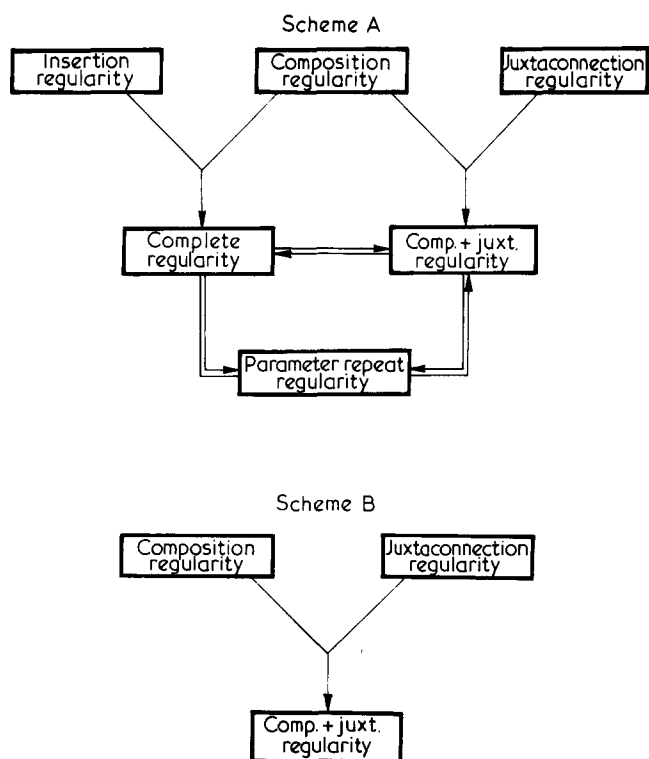 Scheme A
Insertion
regularity
Composition
regularity
Juxtaconnection
regularity
Complete
regularity
Comp. + juxt.
regularity
Parameter repeat
regularity
Scheme B
Composition
regularity
Juxtaconnection
regularity
Comp. + juxt.
regularity